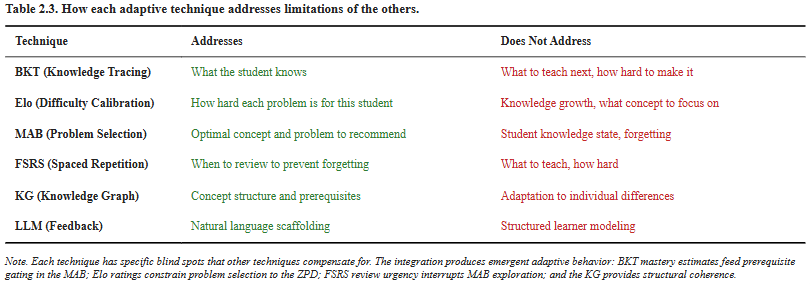 Table 2.3. How each adaptive technique addresses limitations of the others.
Technique Addresses Does Not Address
BKT (Knowledge Tracing) What the student knows What to teach next, how hard to make it
Elo (Difficulty Calibration) How hard each problem is for this student Knowledge growth, what concept to focus on
MAB (Problem Selection) Optimal concept and problem to recommend Student knowledge state, forgetting
FSRS (Spaced Repetition) When to review to prevent forgetting What to teach, how hard
KG (Knowledge Graph) Concept structure and prerequisites Adaptation to individual differences
LLM (Feedback) Natural language scaffolding Structured learner modeling
Note. Each technique has specific blind spots that other techniques compensate for. The integration produces emergent adaptive behavior: BKT mastery estimates feed prerequisite
gating in the MAB; Elo ratings constrain problem selection to the ZPD; FSRS review urgency interrupts MAB exploration; and the KG provides structural coherence.